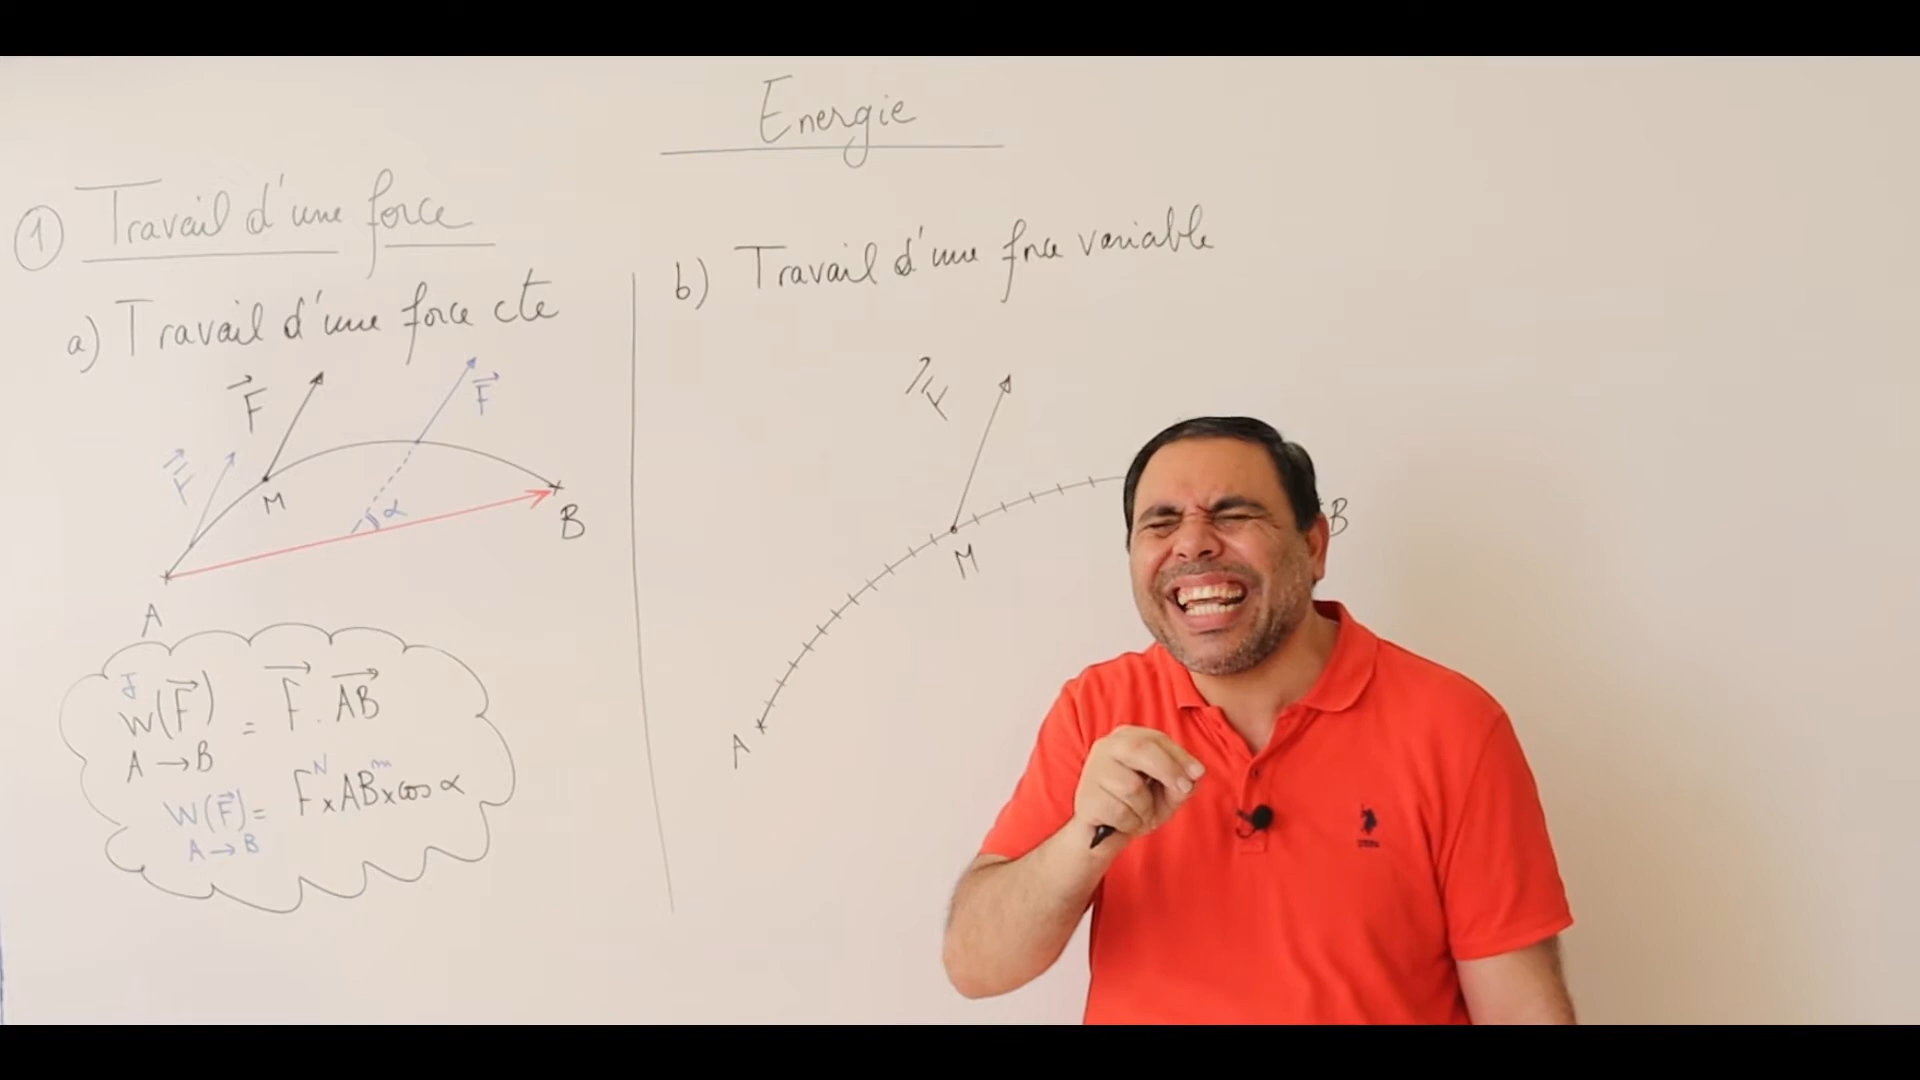 Energie
① Travail d'une force
a) Travail d'une force cte
F
F
F
M
α
B
A
J
W(F) = F . AB
A → B
N m
W(F) = F x AB x cos α
A → B
b) Travail d'une force variable
F
M
B
A